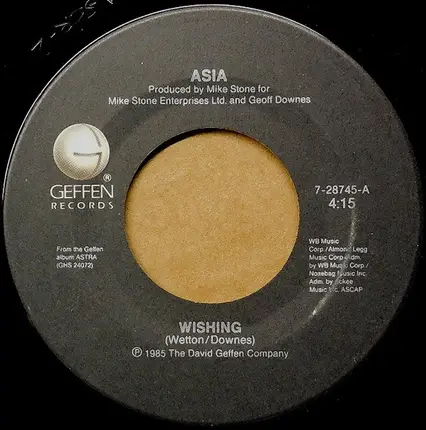 ASIA
Produced by Mike Stone for
Mike Stone Enterprises Ltd. and Geoff Downes
GEFFEN ®
RECORDS
7-28745-A
4:15
From the Geffen
album ASTRA
(GHS 24072)
WB Music
Corp./Almond Legg
Music Corp. Adm.
by WB Music Corp./
Nosebag Music Inc.
Adm. by
Music Inc. ASCAP
WISHING
(Wetton/Downes)
℗ 1985 The David Geffen Company